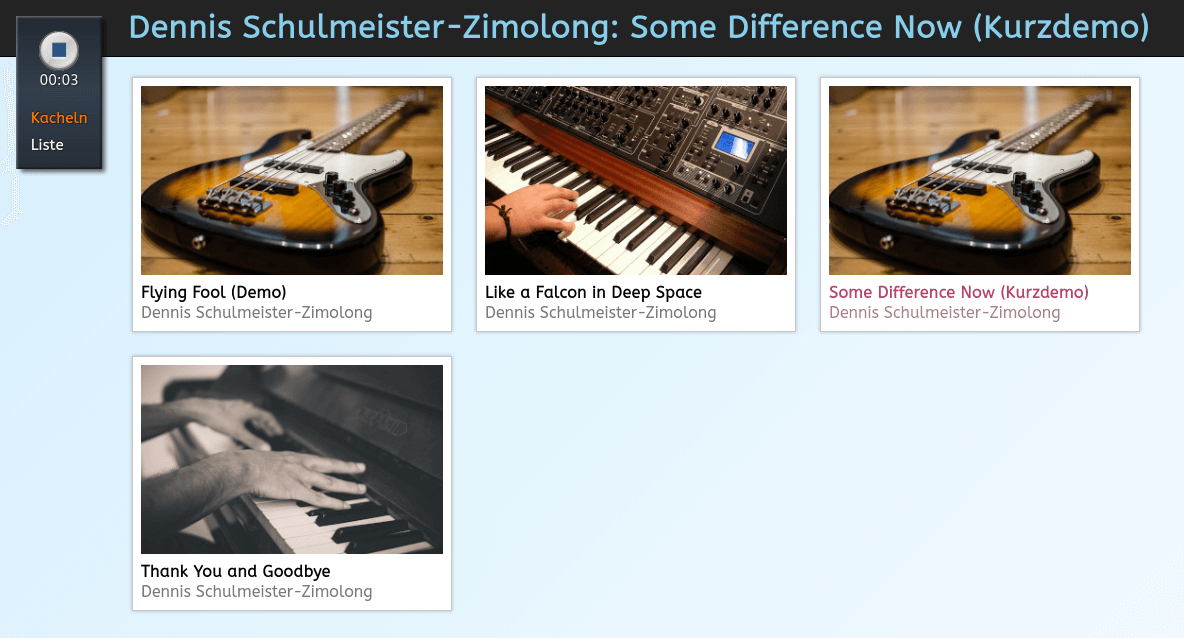 Dennis Schulmeister-Zimolong: Some Difference Now (Kurzdemo)
00:03
Kacheln
Liste
Flying Fool (Demo)
Dennis Schulmeister-Zimolong
Like a Falcon in Deep Space
Dennis Schulmeister-Zimolong
Some Difference Now (Kurzdemo)
Dennis Schulmeister-Zimolong
Thank You and Goodbye
Dennis Schulmeister-Zimolong